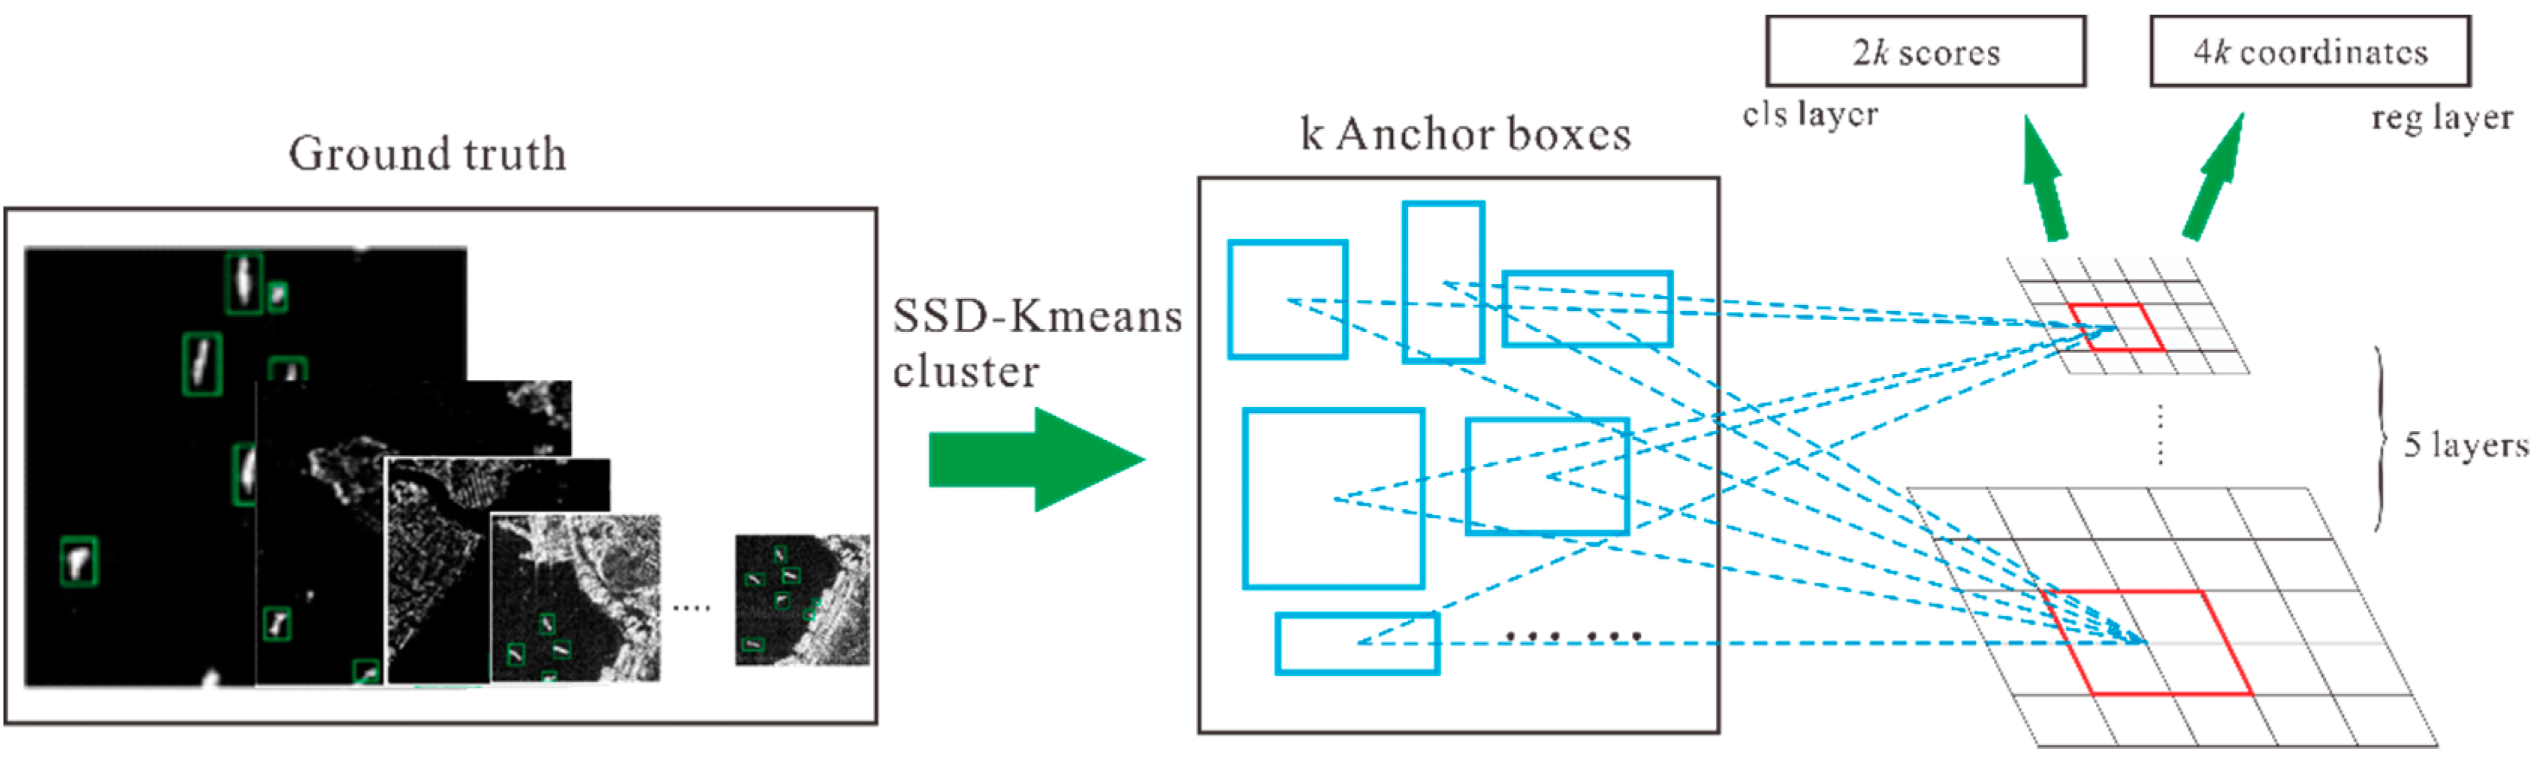 Ground truth
SSD-Kmeans
cluster
k Anchor boxes
2k scores
4k coordinates
cls layer
reg layer
5 layers